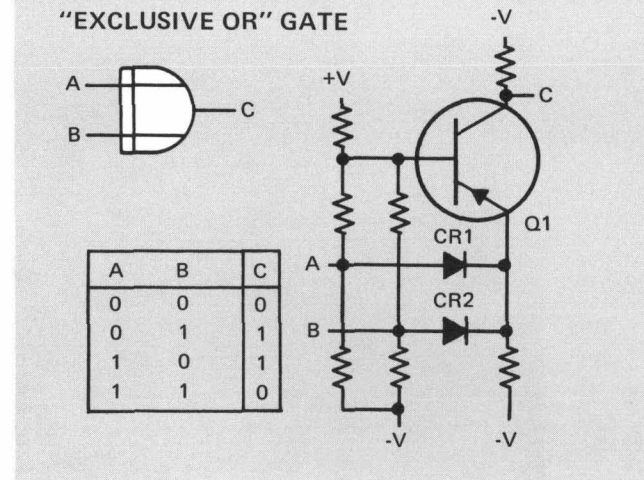 "EXCLUSIVE OR" GATE
A
B
C
A B C
0 0 0
0 1 1
1 0 1
1 1 0
-V
+V
C
Q1
CR1
A
CR2
B
-V -V